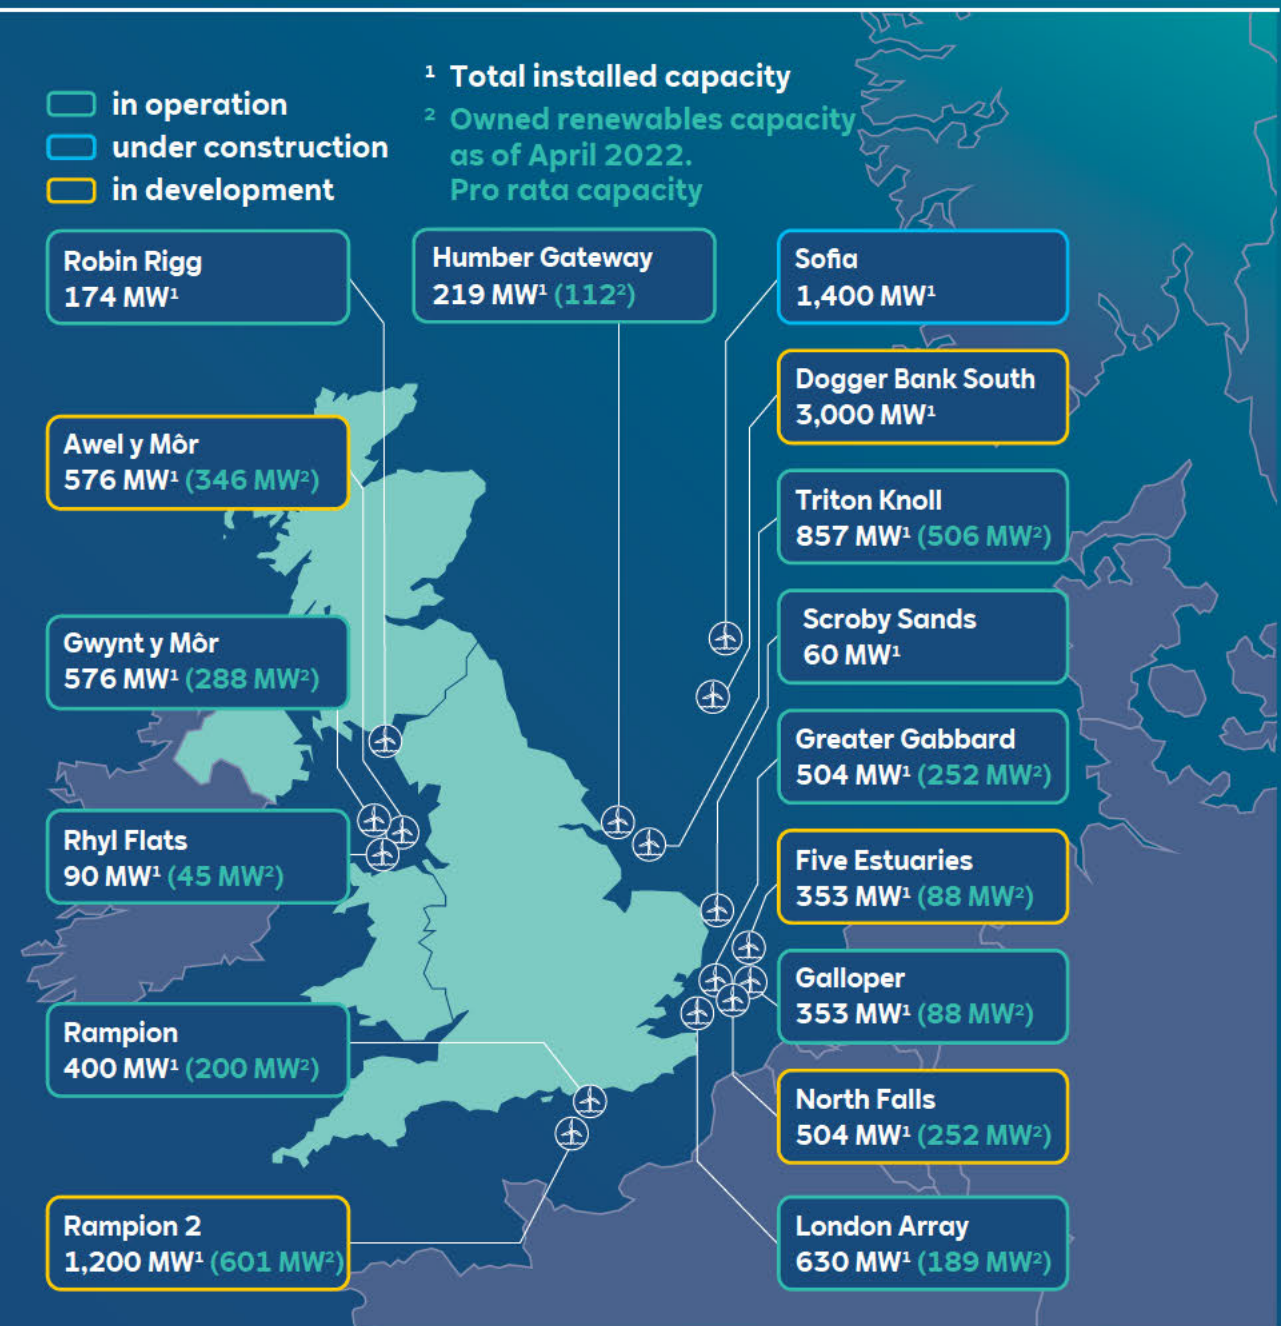 in operation
under construction
in development
¹ Total installed capacity
² Owned renewables capacity
as of April 2022.
Pro rata capacity
Robin Rigg
174 MW¹
Humber Gateway
219 MW¹ (112²)
Sofia
1,400 MW¹
Dogger Bank South
3,000 MW¹
Awel y Môr
576 MW¹ (346 MW²)
Triton Knoll
857 MW¹ (506 MW²)
Scroby Sands
60 MW¹
Gwynt y Môr
576 MW¹ (288 MW²)
Greater Gabbard
504 MW¹ (252 MW²)
Rhyl Flats
90 MW¹ (45 MW²)
Five Estuaries
353 MW¹ (88 MW²)
Galloper
353 MW¹ (88 MW²)
Rampion
400 MW¹ (200 MW²)
North Falls
504 MW¹ (252 MW²)
Rampion 2
1,200 MW¹ (601 MW²)
London Array
630 MW¹ (189 MW²)